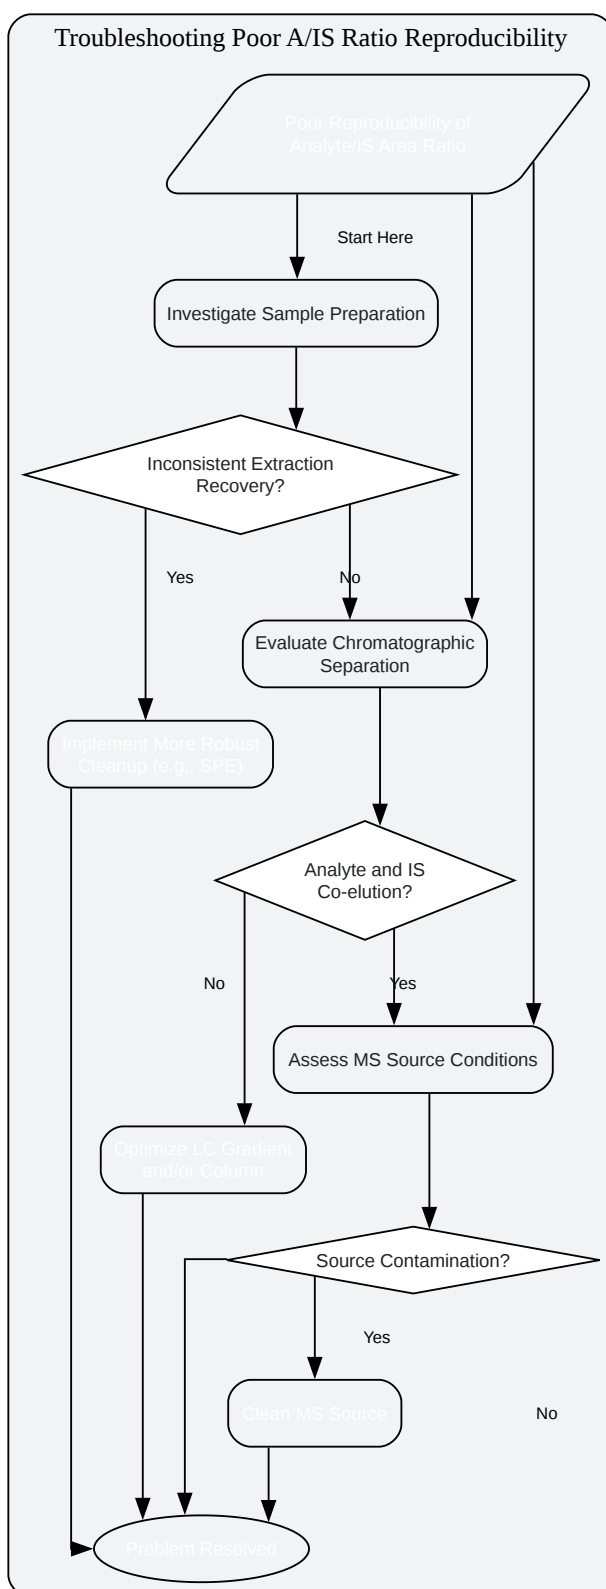 Troubleshooting Poor A/IS Ratio Reproducibility
Poor Reproducibility of
Analyte/IS Area Ratio
Start Here
Investigate Sample Preparation
Inconsistent Extraction
Recovery?
Yes
No
Evaluate Chromatographic
Separation
Implement More Robust
Cleanup (e.g., SPE)
Analyte and IS
Co-elution?
No
Yes
Assess MS Source Conditions
Optimize LC Gradient
and/or Column
Source Contamination?
Yes
Clean MS Source
No
Problem Resolved